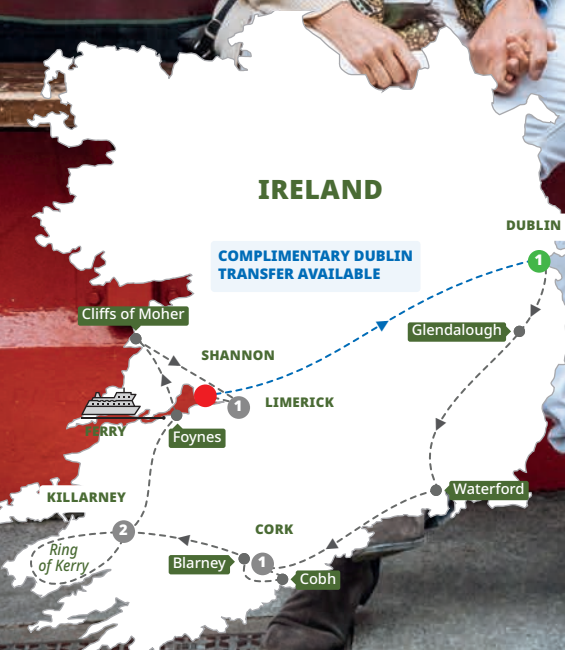 IRELAND
DUBLIN
COMPLIMENTARY DUBLIN
TRANSFER AVAILABLE
1
Cliffs of Moher
Glendalough
SHANNON
1
LIMERICK
FERRY
Foynes
KILLARNEY
Waterford
2
CORK
Ring
of Kerry
Blarney
1
Cobh